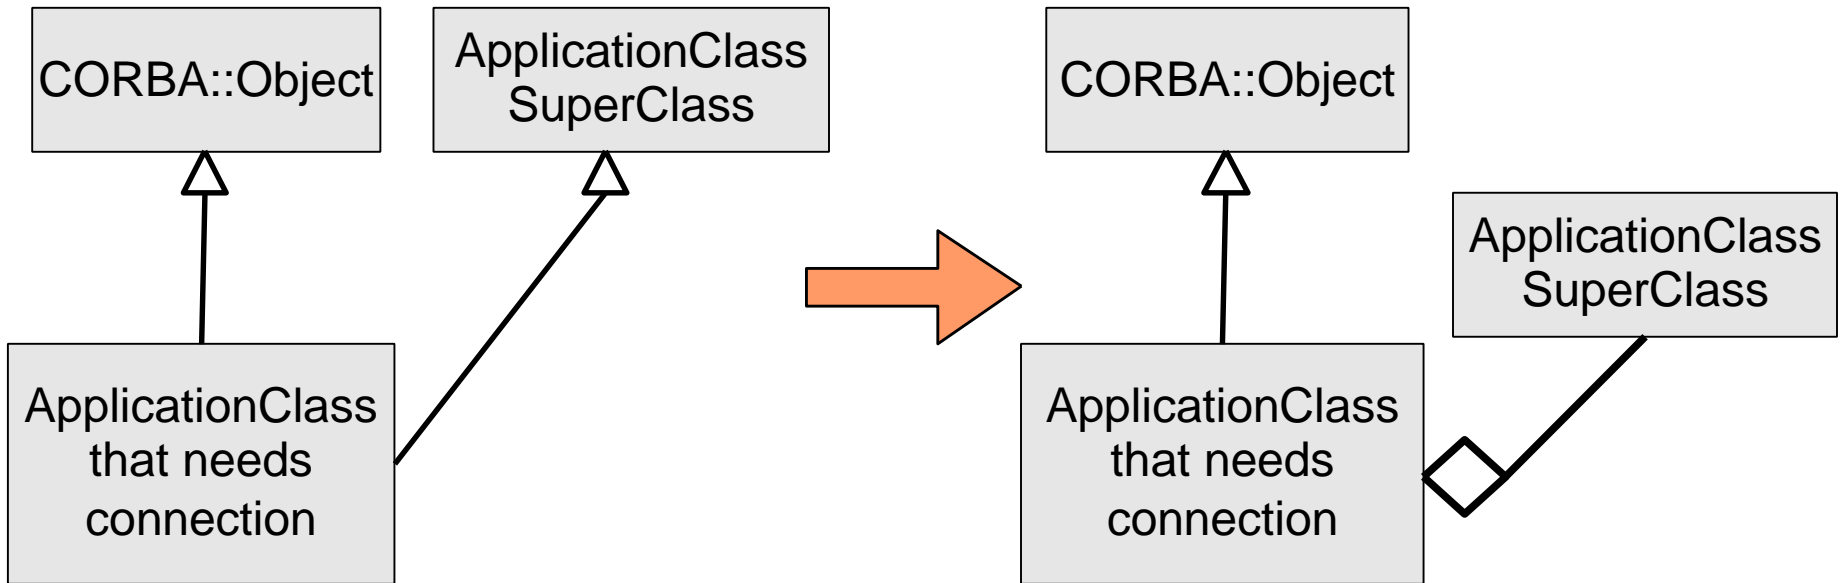 CORBA::Object
ApplicationClass
SuperClass
ApplicationClass
that needs
connection
CORBA::Object
ApplicationClass
SuperClass
ApplicationClass
that needs
connection